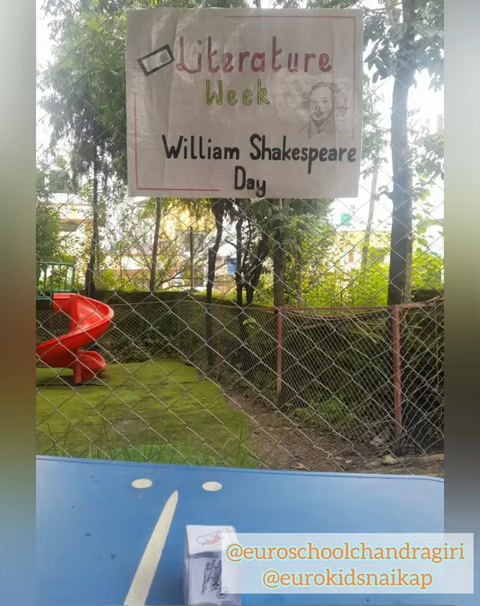 Literature
Week
William Shakespeare
Day
@euroschoolchandragiri
@eurokidsnaikap